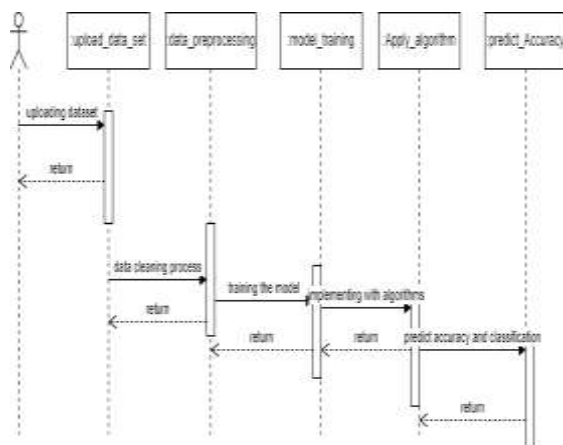 :upload_data_set
:data_preprocessing
:model_training
:Apply_algorithm
:predict_Accuracy
uploading dataset
return
data cleaning process
training the model
implementing with algorithms
return
return
return
predict accuracy and classification
return